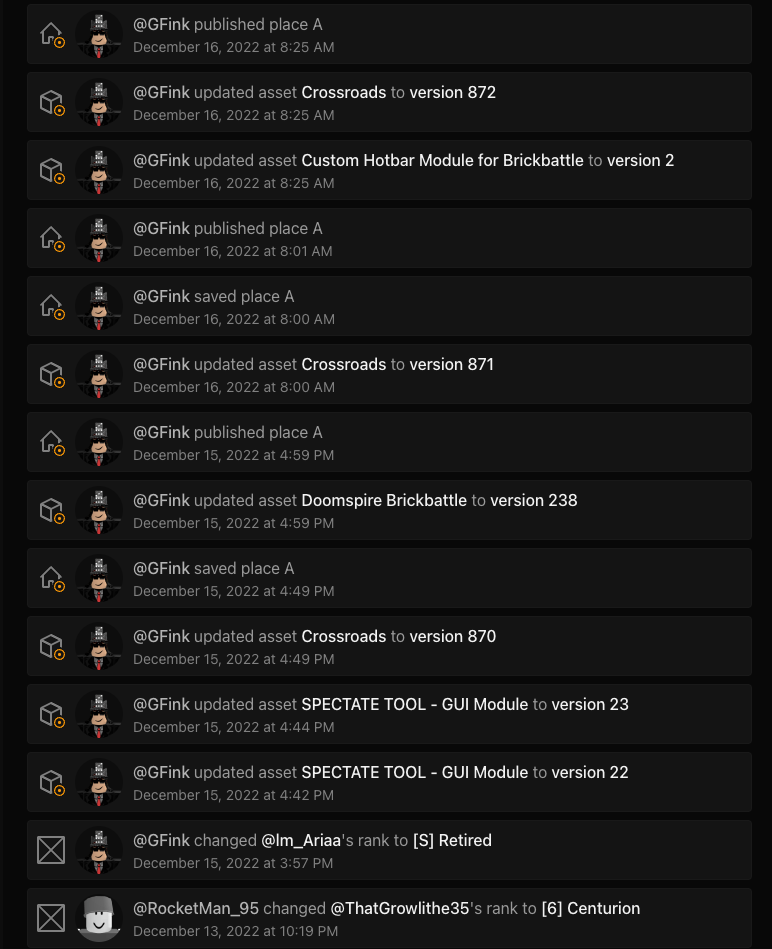 @GFink published place A
December 16, 2022 at 8:25 AM
@GFink updated asset Crossroads to version 872
December 16, 2022 at 8:25 AM
@GFink updated asset Custom Hotbar Module for Brickbattle to version 2
December 16, 2022 at 8:25 AM
@GFink published place A
December 16, 2022 at 8:01 AM
@GFink saved place A
December 16, 2022 at 8:00 AM
@GFink updated asset Crossroads to version 871
December 16, 2022 at 8:00 AM
@GFink published place A
December 15, 2022 at 4:59 PM
@GFink updated asset Doomspire Brickbattle to version 238
December 15, 2022 at 4:59 PM
@GFink saved place A
December 15, 2022 at 4:49 PM
@GFink updated asset Crossroads to version 870
December 15, 2022 at 4:49 PM
@GFink updated asset SPECTATE TOOL - GUI Module to version 23
December 15, 2022 at 4:44 PM
@GFink updated asset SPECTATE TOOL - GUI Module to version 22
December 15, 2022 at 4:42 PM
@GFink changed @Im_Ariaa's rank to [S] Retired
December 15, 2022 at 3:57 PM
@RocketMan_95 changed @ThatGrowlithe35's rank to [6] Centurion
December 13, 2022 at 10:19 PM